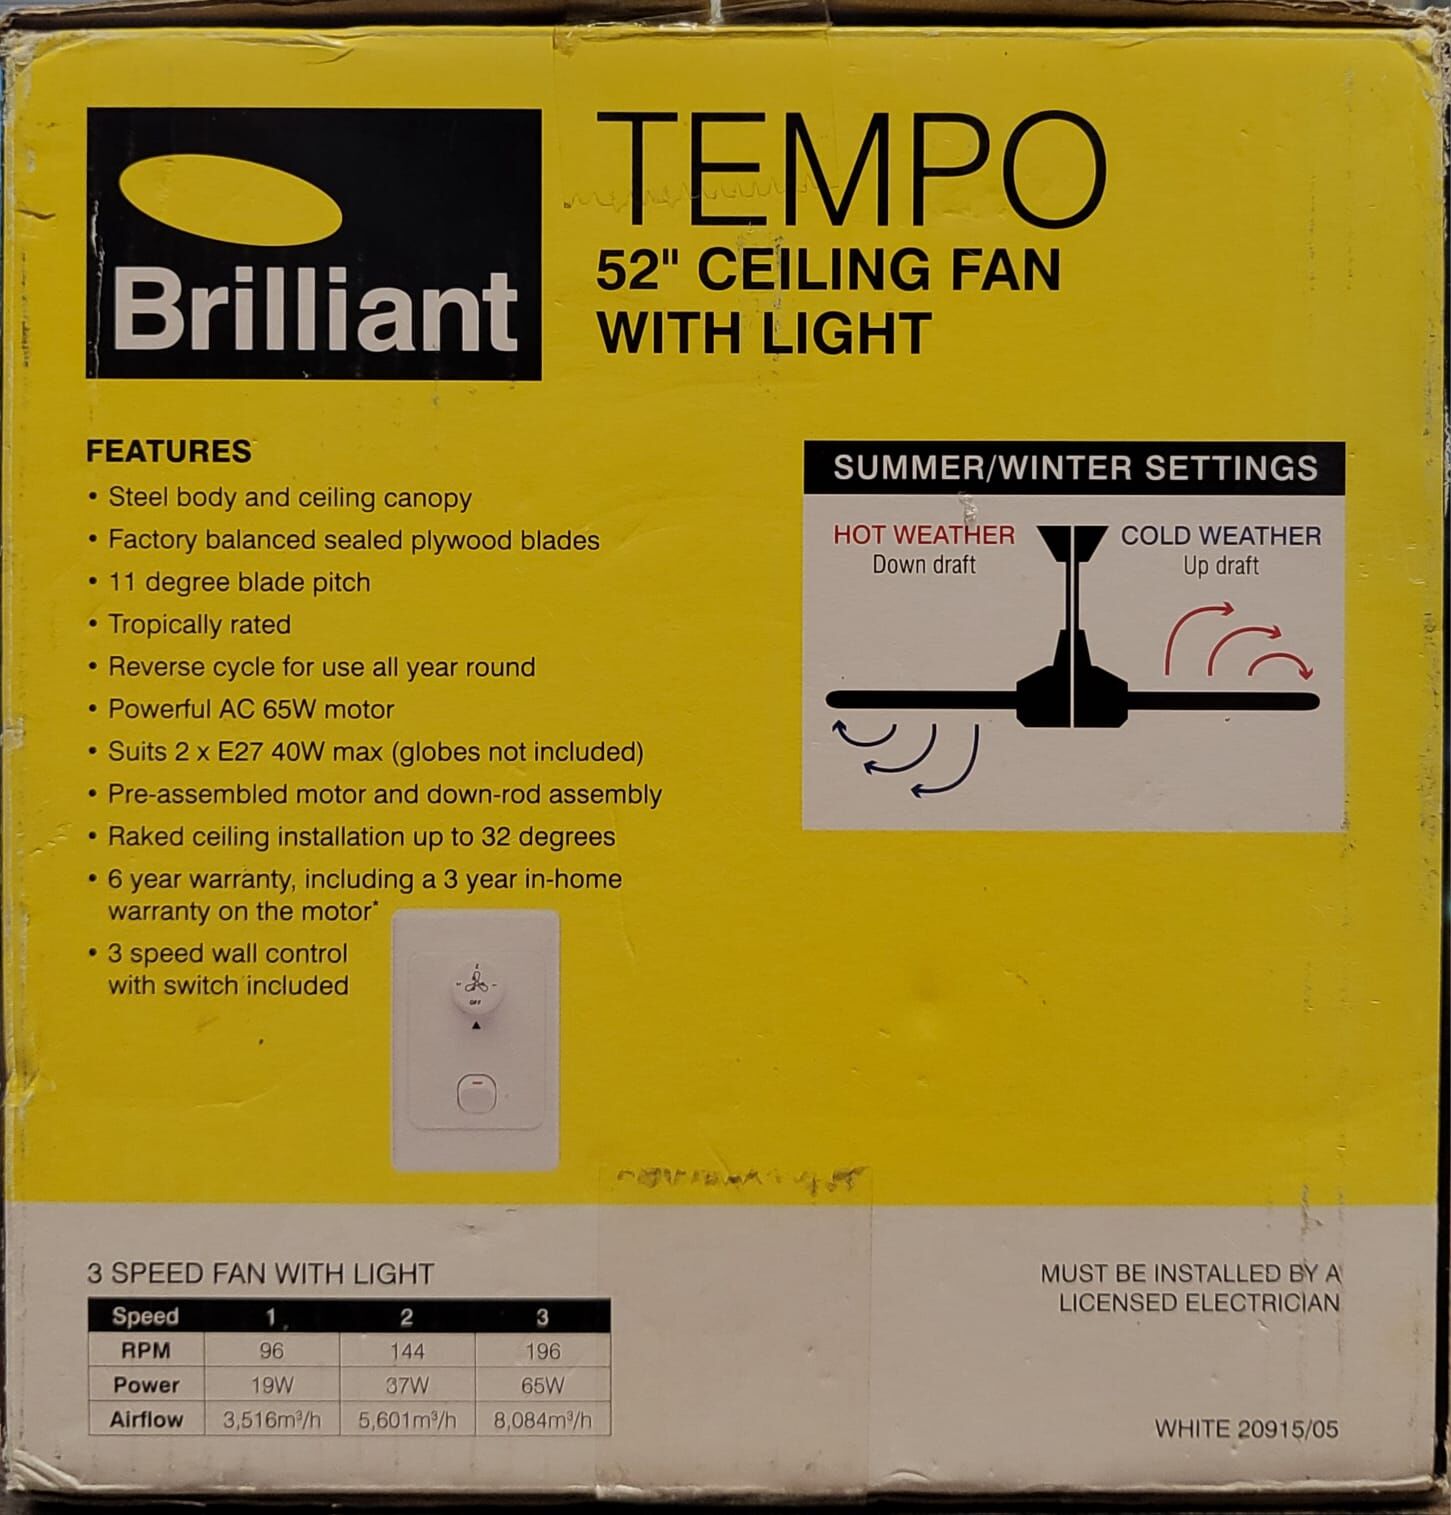 Brilliant
TEMPO
52" CEILING FAN
WITH LIGHT
FEATURES
• Steel body and ceiling canopy
• Factory balanced sealed plywood blades
• 11 degree blade pitch
• Tropically rated
• Reverse cycle for use all year round
• Powerful AC 65W motor
• Suits 2 x E27 40W max (globes not included)
• Pre-assembled motor and down-rod assembly
• Raked ceiling installation up to 32 degrees
• 6 year warranty, including a 3 year in-home
warranty on the motor*
• 3 speed wall control
with switch included
OFF
SUMMER/WINTER SETTINGS
HOT WEATHER
Down draft
COLD WEATHER
Up draft
3 SPEED FAN WITH LIGHT
Speed 1 2 3
RPM 96 144 196
Power 19W 37W 65W
Airflow 3,516m³/h 5,601m³/h 8,084m³/h
MUST BE INSTALLED BY A
LICENSED ELECTRICIAN
WHITE 20915/05